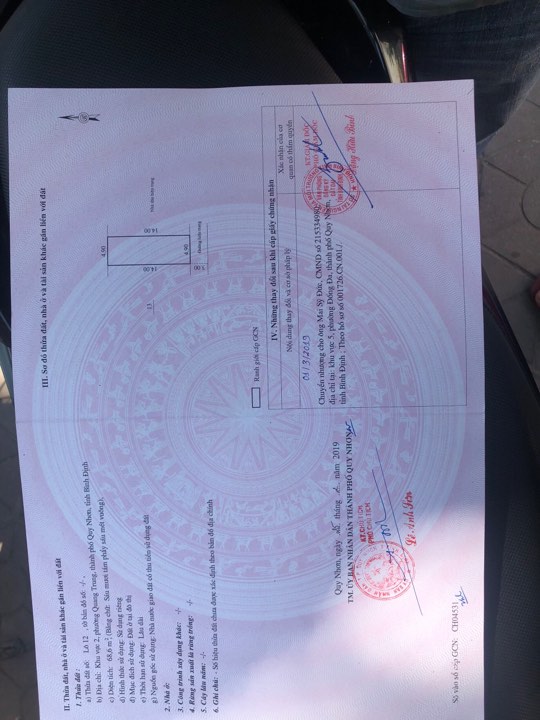 II. Thửa đất, nhà ở và tài sản khác gắn liền với đất
1. Thửa đất:
a) Thửa đất số: Lô 12 , tờ bản đồ số: -/- ,
b) Địa chỉ: Khu vực 2, phường Quang Trung, thành phố Quy Nhơn, tỉnh Bình Định
c) Diện tích: 68,6 m² (Bằng chữ: Sáu mươi tám phẩy sáu mét vuông),
d) Hình thức sử dụng: Sử dụng riêng
đ) Mục đích sử dụng: Đất ở tại đô thị
e) Thời hạn sử dụng: Lâu dài
g) Nguồn gốc sử dụng: Nhà nước giao đất có thu tiền sử dụng đất
2. Nhà ở: -/-
3. Công trình xây dựng khác: -/-
4. Rừng sản xuất là rừng trồng: -/-
5. Cây lâu năm: -/-
6. Ghi chú: - Số hiệu thửa đất chưa được xác định theo bản đồ địa chính
Quy Nhơn, ngày tháng năm 2019
TM. ỦY BAN NHÂN DÂN THÀNH PHỐ QUY NHƠN
KT.CHỦ TỊCH
PHÓ CHỦ TỊCH
Số vào sổ cấp GCN: CH04531
III. Sơ đồ thửa đất, nhà ở và tài sản khác gắn liền với đất
4.90
14.00
14.00
4.90
1.00
13
Ranh giới cấp GCN
IV. Những thay đổi sau khi cấp giấy chứng nhận
Nội dung thay đổi và cơ sở pháp lý
Xác nhận của cơ
quan có thẩm quyền
01/3/2019
Chuyển nhượng cho ông Mai Sỹ Đức, CMND số 215334980,
địa chỉ tại: khu vực 5, phường Đống Đa, thành phố Quy Nhơn,
tỉnh Bình Định ; Theo hồ sơ số 001726.CN.001./.
KT.GIÁM ĐỐC
PHÓ GIÁM ĐỐC